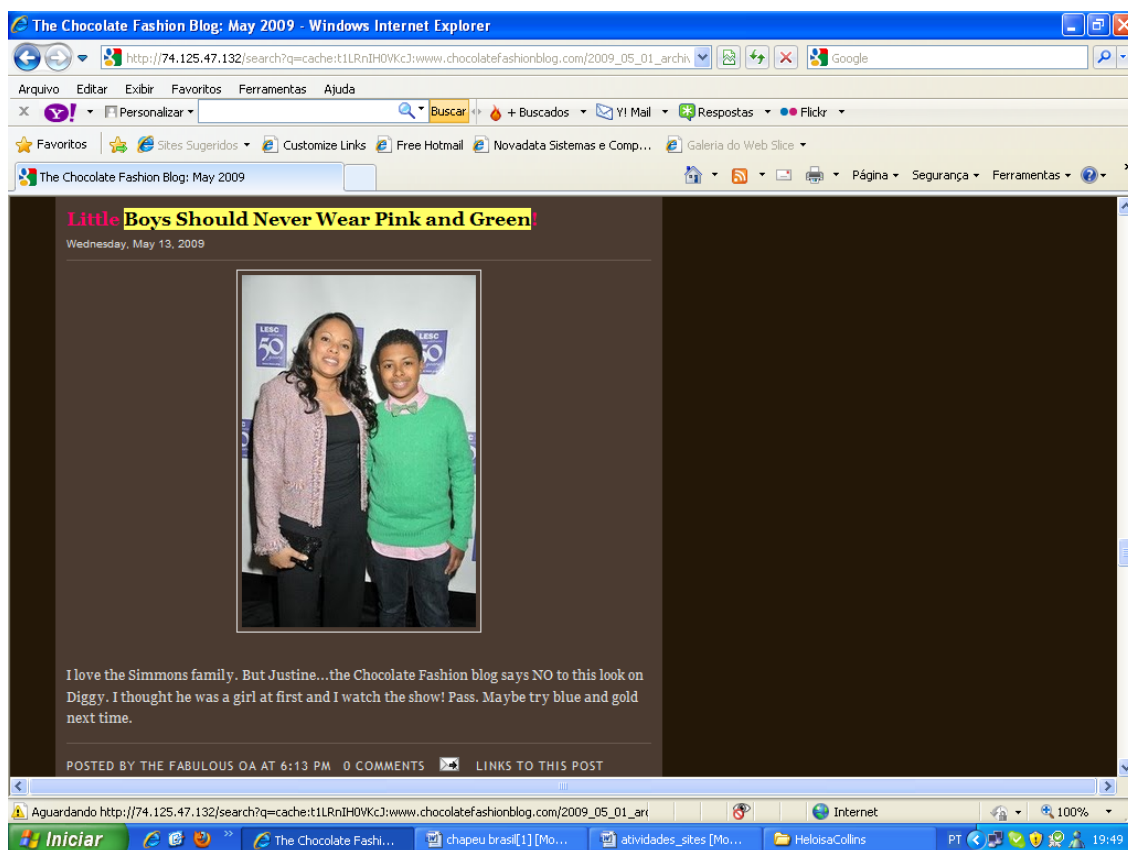 The Chocolate Fashion Blog: May 2009 - Windows Internet Explorer
http://74.125.47.132/search?q=cache:t1LRnIH0VKcJ:www.chocolatefashionblog.com/2009_05_01_archiv
Google
Arquivo Editar Exibir Favoritos Ferramentas Ajuda
X Y! Personalizar Buscar + Buscados Y! Mail Respostas Flickr
Favoritos Sites Sugeridos Customize Links Free Hotmail Novadata Sistemas e Comp... Galeria do Web Slice
The Chocolate Fashion Blog: May 2009
Página Segurança Ferramentas
Little Boys Should Never Wear Pink and Green!
Wednesday, May 13, 2009
LESC
50
50
I love the Simmons family. But Justine...the Chocolate Fashion blog says NO to this look on
Diggy. I thought he was a girl at first and I watch the show! Pass. Maybe try blue and gold
next time.
POSTED BY THE FABULOUS OA AT 6:13 PM 0 COMMENTS LINKS TO THIS POST
Aguardando http://74.125.47.132/search?q=cache:t1LRnIH0VKcJ:www.chocolatefashionblog.com/2009_05_01_ar
Internet
100%
Iniciar
The Chocolate Fashi...
chapeu brasil[1] [Mo...
atividades_sites [Mo...
HeloisaCollins
PT
19:49